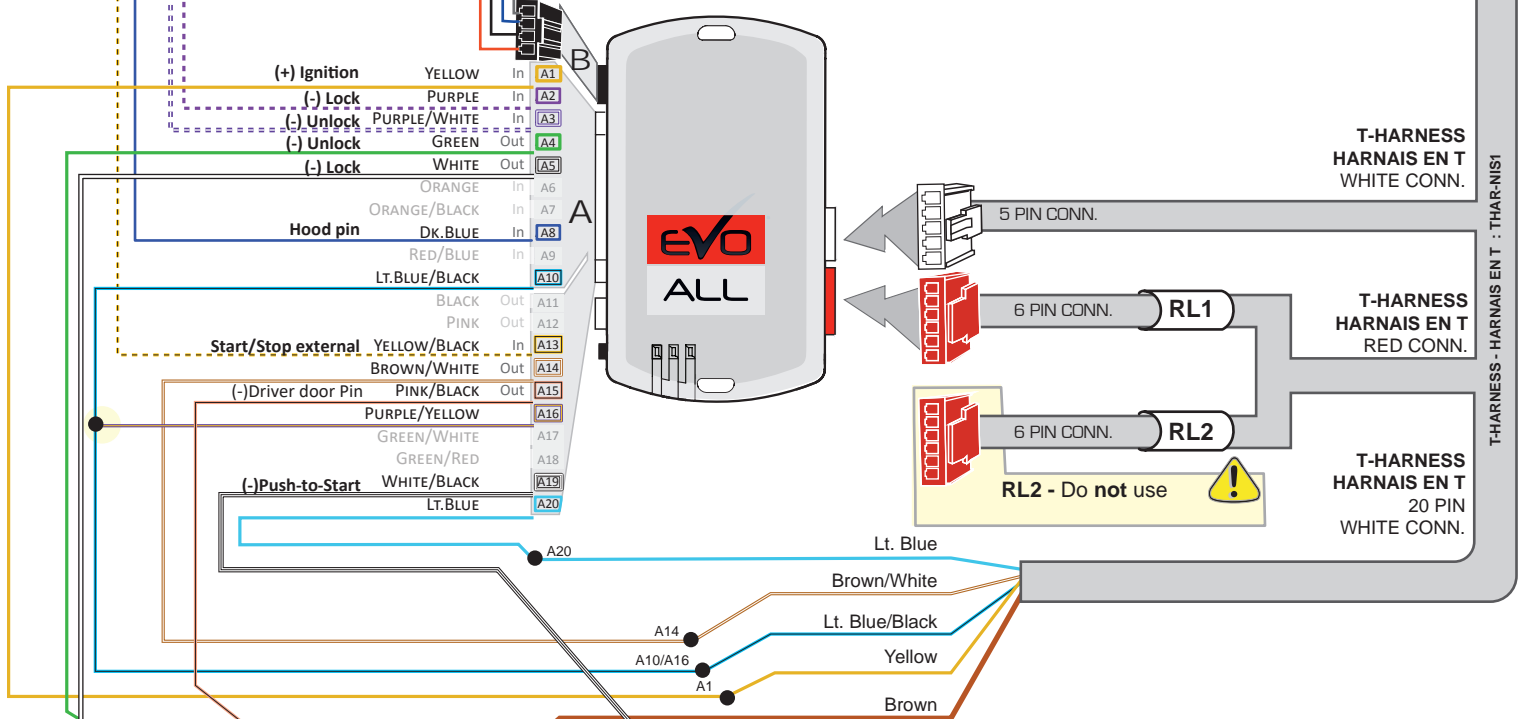 B
(+) Ignition YELLOW In A1
(-) Lock PURPLE In A2
(-) Unlock PURPLE/WHITE In A3
(-) Unlock GREEN Out A4
(-) Lock WHITE Out A5
ORANGE In A6
ORANGE/BLACK In A7
Hood pin DK.BLUE In A8
RED/BLUE In A9
LT.BLUE/BLACK A10
BLACK Out A11
PINK Out A12
Start/Stop external YELLOW/BLACK In A13
BROWN/WHITE Out A14
(-)Driver door Pin PINK/BLACK Out A15
PURPLE/YELLOW A16
GREEN/WHITE A17
GREEN/RED A18
(-)Push-to-Start WHITE/BLACK A19
LT.BLUE A20
A
EVO
ALL
5 PIN CONN.
6 PIN CONN.
RL1
6 PIN CONN.
RL2
RL2 - Do not use
T-HARNESS
HARNAIS EN T
WHITE CONN.
T-HARNESS
HARNAIS EN T
RED CONN.
T-HARNESS
HARNAIS EN T
20 PIN
WHITE CONN.
T-HARNESS - HARNAIS EN T : THAR-NIS1
A20
Lt. Blue
Brown/White
A14
Lt. Blue/Black
A10/A16
Yellow
A1
Brown